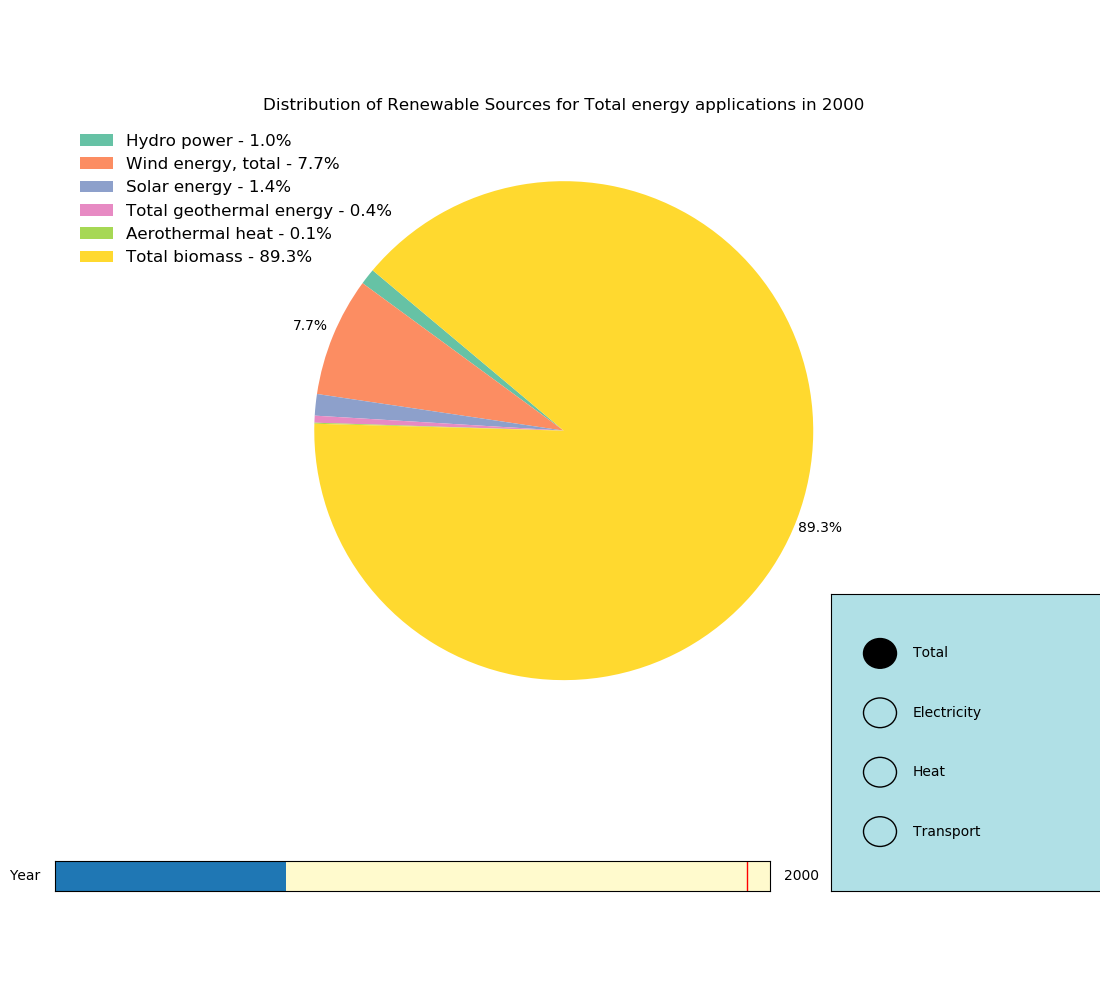 Distribution of Renewable Sources for Total energy applications in 2000
Hydro power - 1.0%
Wind energy, total - 7.7%
Solar energy - 1.4%
Total geothermal energy - 0.4%
Aerothermal heat - 0.1%
Total biomass - 89.3%
7.7%
89.3%
Total
Electricity
Heat
Transport
Year
2000